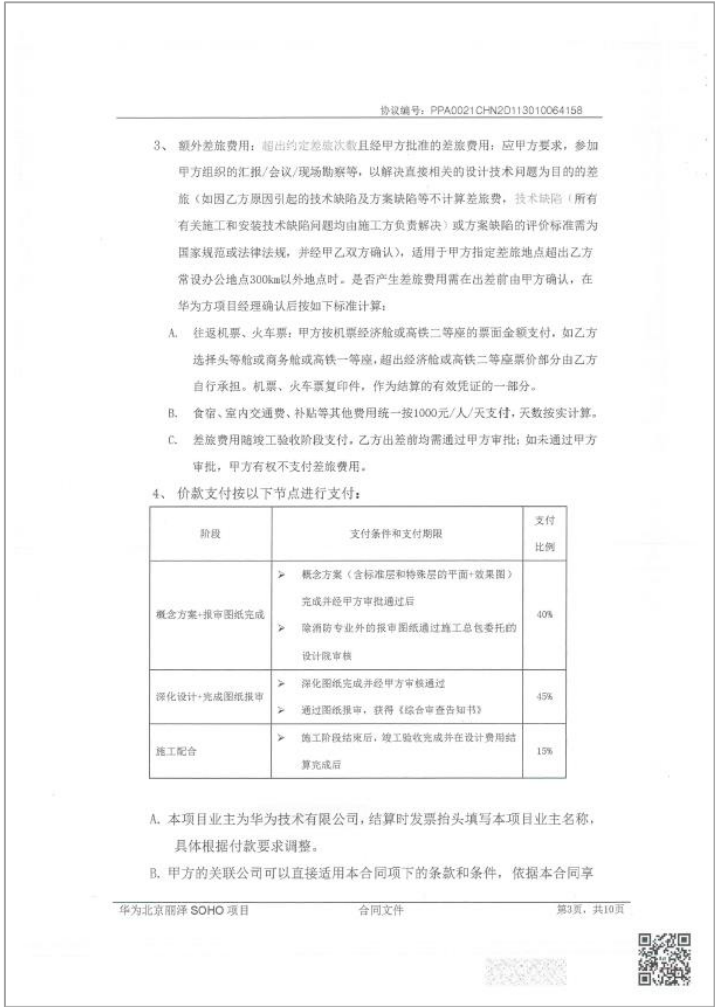 协议编号：PPA0021CHN2D113010064158
3、 额外差旅费用：超出约定差旅次数且经甲方批准的差旅费用：应甲方要求，参加
甲方组织的汇报/会议/现场勘察等，以解决直接相关的设计技术问题为目的的差
旅（如因乙方原因引起的技术缺陷及方案缺陷等不计算差旅费，技术缺陷（所有
有关施工和安装技术缺陷问题均由施工方负责解决）或方案缺陷的评价标准需为
国家规范或法律法规，并经甲乙双方确认），适用于甲方指定差旅地点超出乙方
常设办公地点300km以外地点时。是否产生差旅费用需在出差前由甲方确认，在
华为方项目经理确认后按如下标准计算：
A. 往返机票、火车票：甲方按机票经济舱或高铁二等座的票面金额支付，如乙方
选择头等舱或商务舱或高铁一等座，超出经济舱或高铁二等座票价部分由乙方
自行承担。机票、火车票复印件，作为结算的有效凭证的一部分。
B. 食宿、室内交通费、补贴等其他费用统一按1000元/人/天支付，天数按实计算。
C. 差旅费用随竣工验收阶段支付。乙方出差前均需通过甲方审批；如未通过甲方
审批，甲方有权不支付差旅费用。
4、 价款支付按以下节点进行支付：
阶段 支付条件和支付期限 支付
比例
概念方案+报审图纸完成
➢ 概念方案（含标准层和特殊层的平面+效果图）
完成并经甲方审批通过后
➢ 除消防专业外的报审图纸通过施工总包委托的
设计院审核
40%
深化设计+完成图纸报审
➢ 深化图纸完成并经甲方审核通过
➢ 通过图纸报审，获得《综合审查告知书》
45%
施工配合
➢ 施工阶段结束后，竣工验收完成并在设计费用结
算完成后
15%
A. 本项目业主为华为技术有限公司，结算时发票抬头填写本项目业主名称，
具体根据付款要求调整。
B. 甲方的关联公司可以直接适用本合同项下的条款和条件，依据本合同享
华为北京丽泽 SOHO 项目 合同文件 第3页，共10页